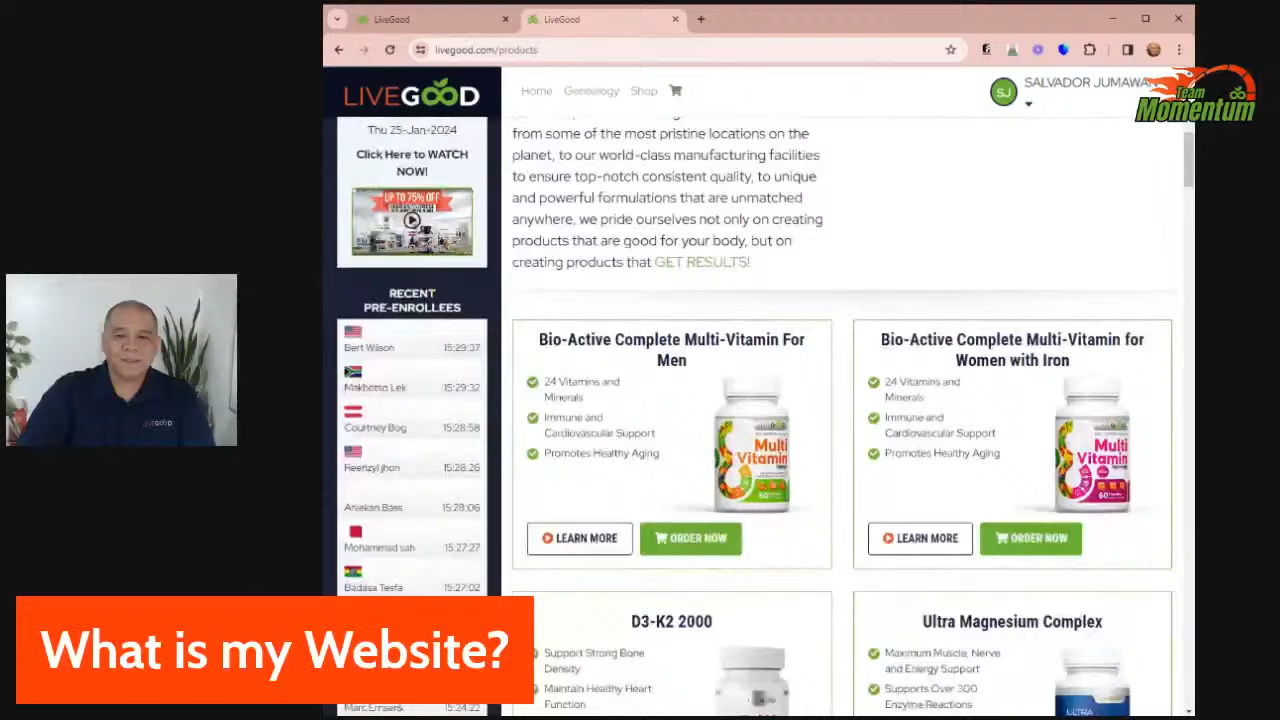 LiveGood
LiveGood
livegood.com/products
LIVEGOOD
Home
Genealogy
Shop
SJ
SALVADOR JUMAWA
Team
Momentum
Thu 25-Jan-2024
Click Here to WATCH
NOW!
UP TO 75% OFF
RECENT
PRE-ENROLLEES
Bert Wilson 15:29:37
Makhotso Lek 15:29:32
Courtney Bog 15:28:58
Reenzyl jhon 15:28:26
Aniekan Bass 15:28:06
Mohammad sah 15:27:27
Badasa Tesfa 15:27:02
15:24:22
from some of the most pristine locations on the
planet, to our world-class manufacturing facilities
to ensure top-notch consistent quality, to unique
and powerful formulations that are unmatched
anywhere, we pride ourselves not only on creating
products that are good for your body, but on
creating products that GET RESULTS!
Bio-Active Complete Multi-Vitamin For
Men
24 Vitamins and
Minerals
Immune and
Cardiovascular Support
Promotes Healthy Aging
Multi
Vitamin
60
LEARN MORE
ORDER NOW
Bio-Active Complete Multi-Vitamin for
Women with Iron
24 Vitamins and
Minerals
Immune and
Cardiovascular Support
Promotes Healthy Aging
Multi
Vitamin
60
LEARN MORE
ORDER NOW
D3-K2 2000
Support Strong Bone
Density
Maintain Healthy Heart
Function
Ultra Magnesium Complex
Maximum Muscle, Nerve
and Energy Support
Supports Over 300
Enzyme Reactions
ULTRA
LIVEGOOD
What is my Website?